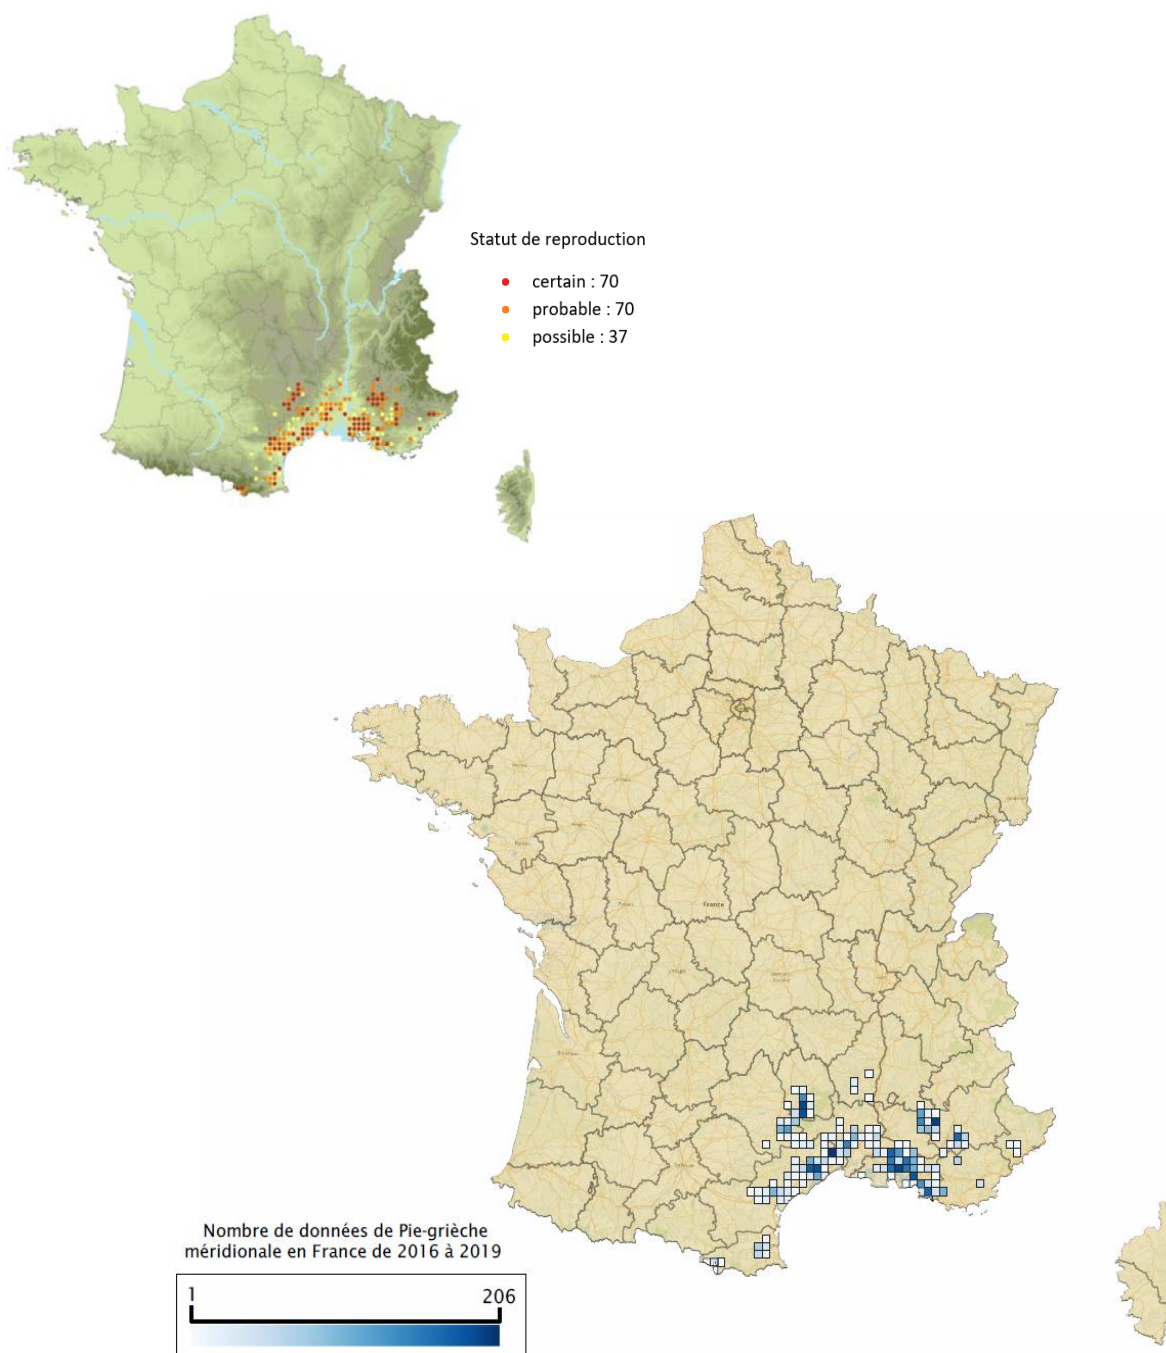 Statut de reproduction
certain : 70
probable : 70
possible : 37
France
Nombre de données de Pie-grièche
méridionale en France de 2016 à 2019
1
206